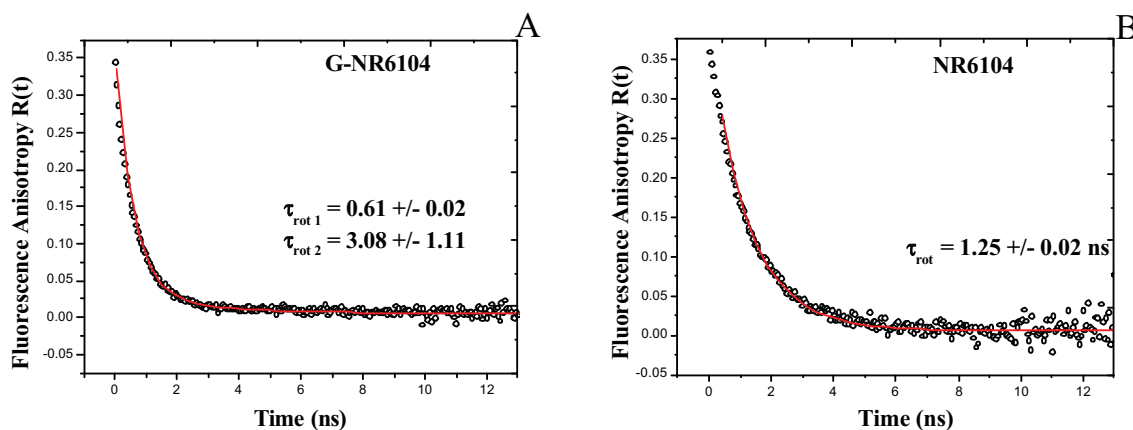 A
G-NR6104
Fluorescence Anisotropy R(t)
0.35
0.30
0.25
0.20
0.15
0.10
0.05
0.00
-0.05
τrot 1 = 0.61 +/- 0.02
τrot 2 = 3.08 +/- 1.11
0 2 4 6 8 10 12
Time (ns)
B
NR6104
Fluorescence Anisotropy R(t)
0.35
0.30
0.25
0.20
0.15
0.10
0.05
0.00
-0.05
τrot = 1.25 +/- 0.02 ns
0 2 4 6 8 10 12
Time (ns)